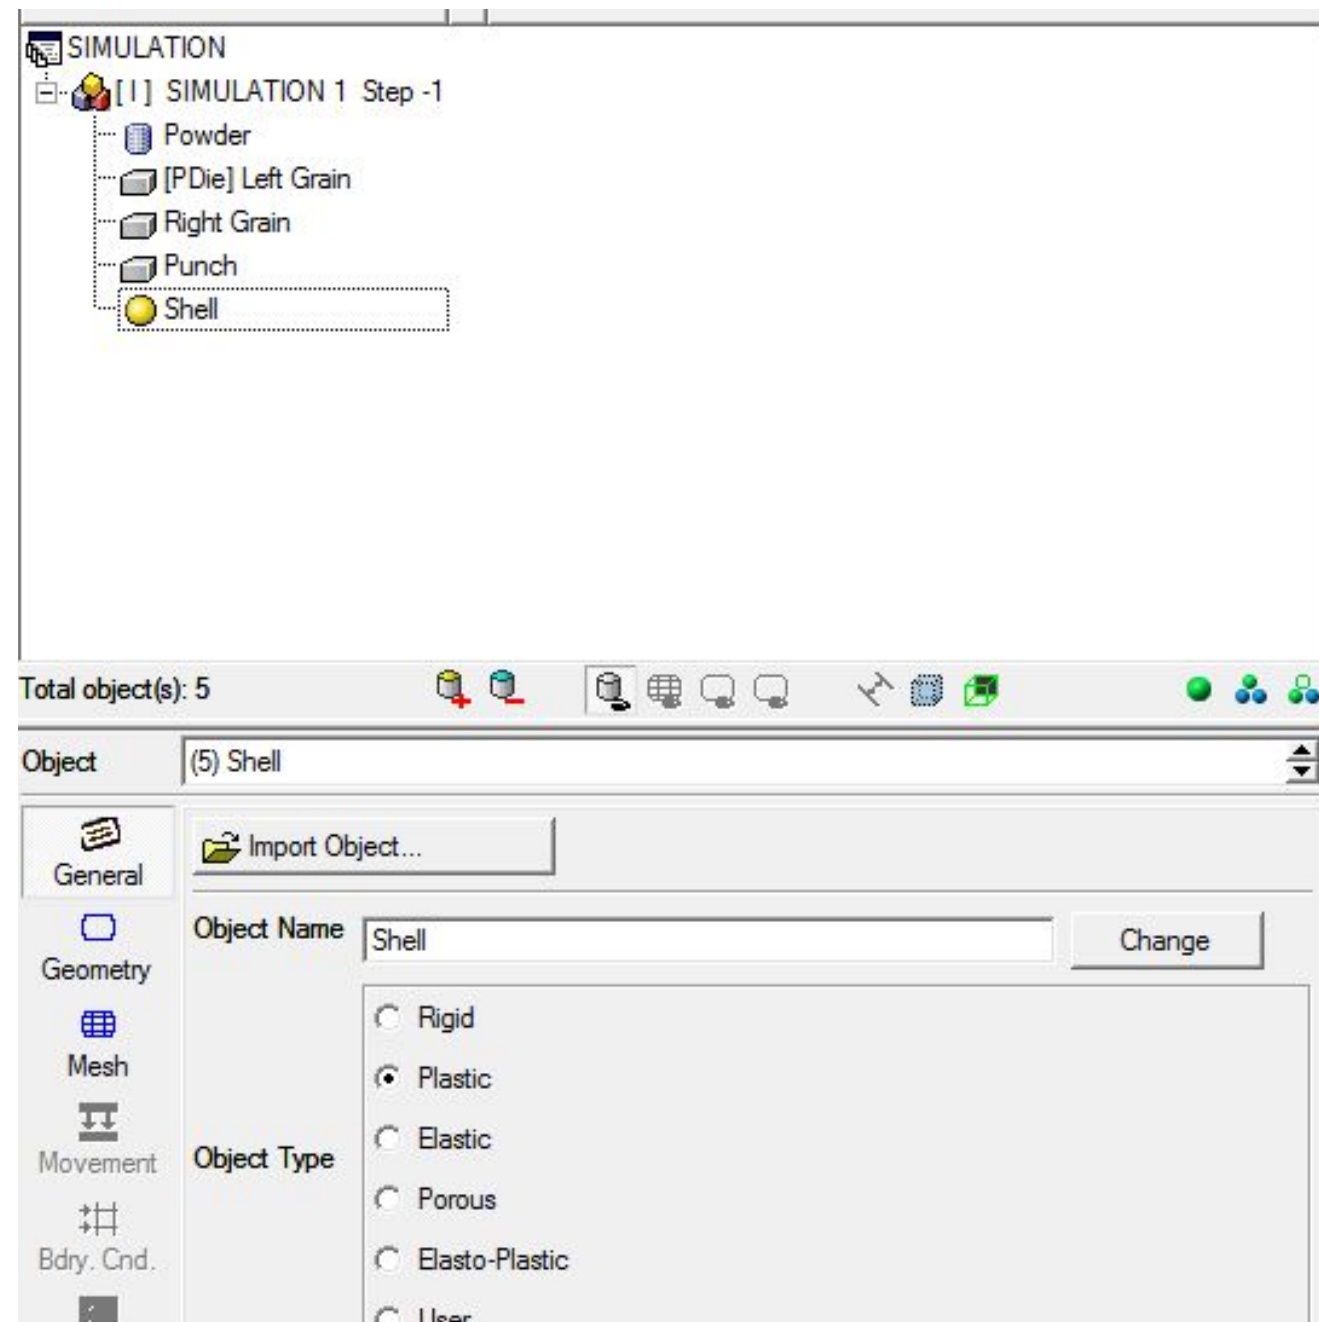 SIMULATION
[ I ] SIMULATION 1 Step -1
Powder
[PDie] Left Grain
Right Grain
Punch
Shell
Total object(s): 5
Object (5) Shell
General
Import Object...
Geometry
Object Name Shell Change
Mesh
Movement
Bdry. Cnd.
Object Type
Rigid
Plastic
Elastic
Porous
Elasto-Plastic
User